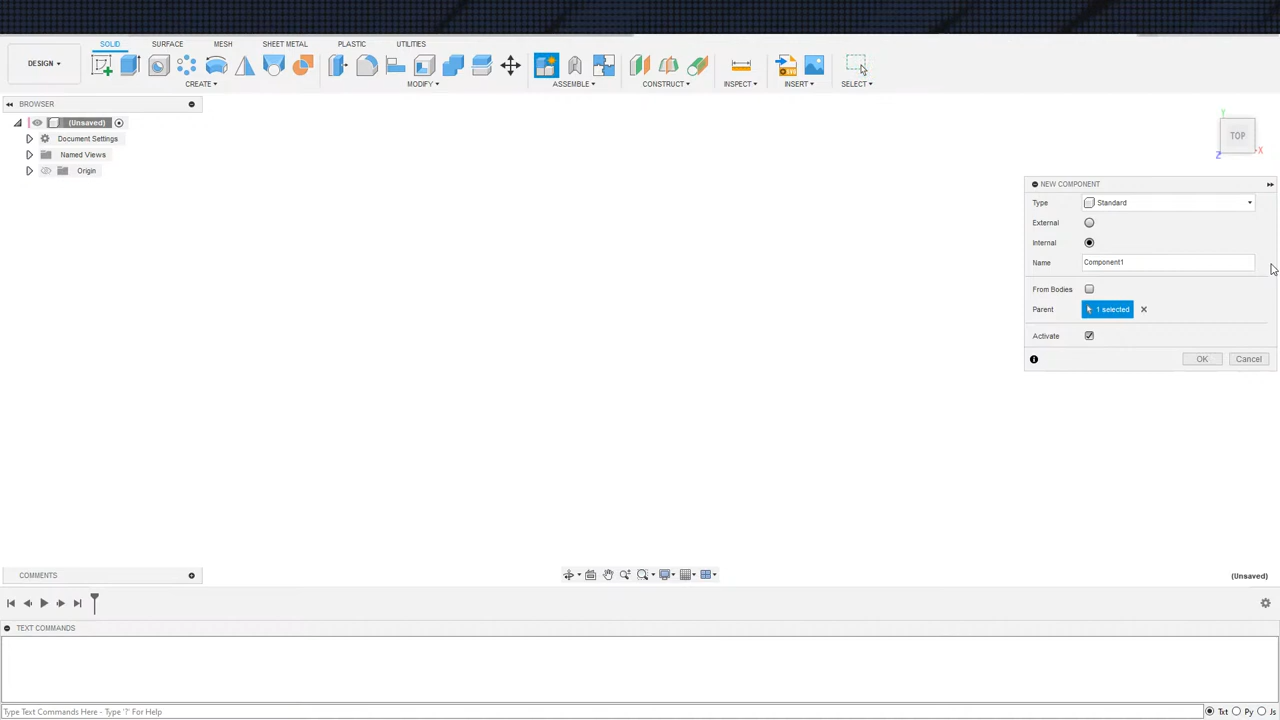 SOLID SURFACE MESH SHEET METAL PLASTIC UTILITIES
DESIGN
CREATE MODIFY ASSEMBLE CONSTRUCT INSPECT INSERT SELECT
BROWSER
(Unsaved)
Document Settings
Named Views
Origin
Y
TOP
Z
X
NEW COMPONENT
Type Standard
External
Internal
Name Component1
From Bodies
Parent 1 selected
Activate
OK Cancel
COMMENTS
(Unsaved)
TEXT COMMANDS
Type Text Commands Here - Type '?' For Help
Txt Py Js